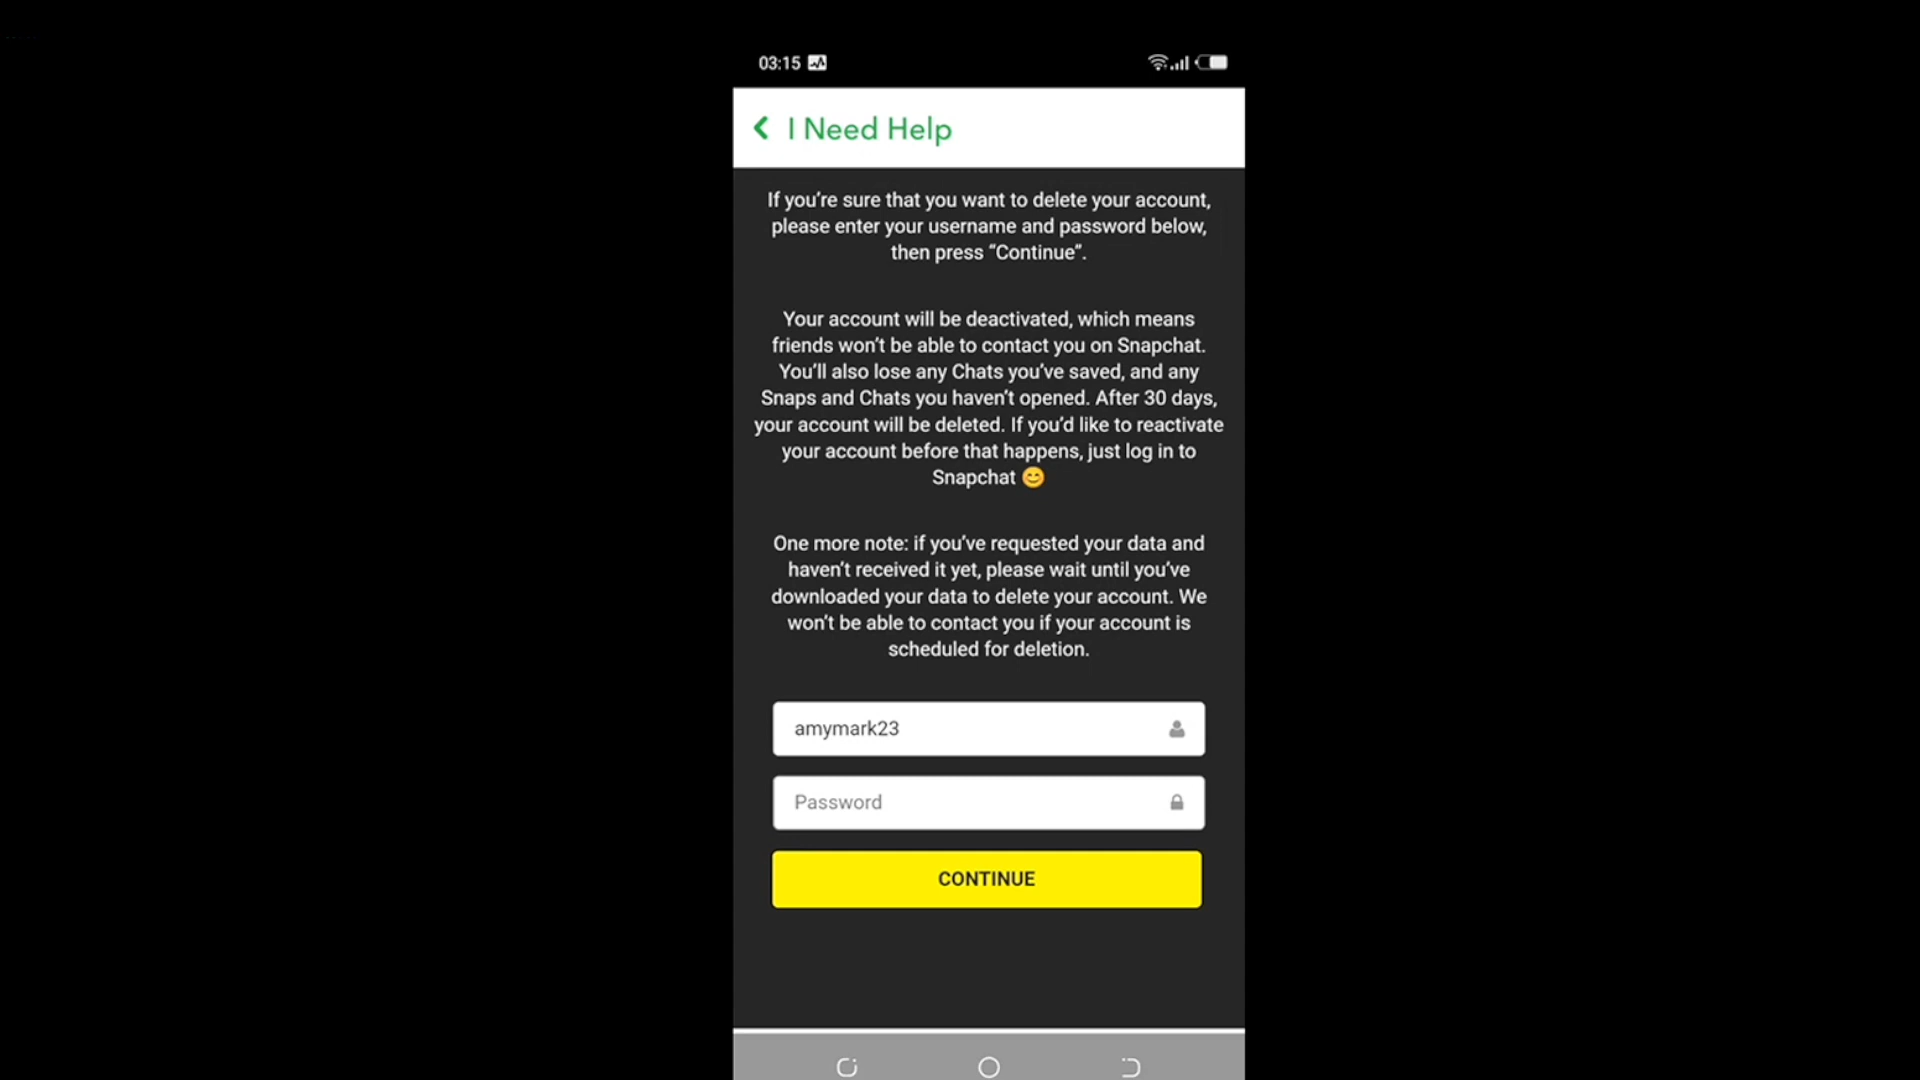 03:15
I Need Help
If you’re sure that you want to delete your account,
please enter your username and password below,
then press “Continue”.
Your account will be deactivated, which means
friends won’t be able to contact you on Snapchat.
You’ll also lose any Chats you’ve saved, and any
Snaps and Chats you haven’t opened. After 30 days,
your account will be deleted. If you’d like to reactivate
your account before that happens, just log in to
Snapchat 😊
One more note: if you’ve requested your data and
haven’t received it yet, please wait until you’ve
downloaded your data to delete your account. We
won’t be able to contact you if your account is
scheduled for deletion.
amymark23
Password
CONTINUE